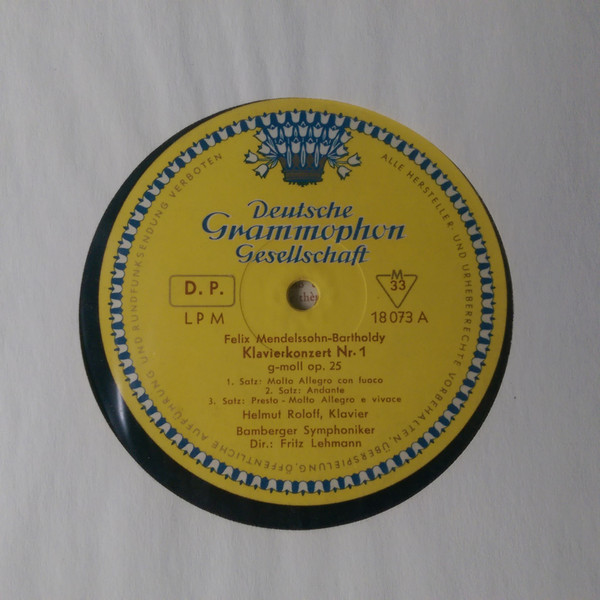 Deutsche
Grammophon
Gesellschaft
D. P.
M
33
LPM
18 073 A
Felix Mendelssohn-Bartholdy
Klavierkonzert Nr. 1
g-moll op. 25
1. Satz: Molto Allegro con fuoco
2. Satz: Andante
3. Satz: Presto - Molto Allegro e vivace
Helmut Roloff, Klavier
Bamberger Symphoniker
Dir.: Fritz Lehmann
ALLE HERSTELLER- UND URHEBERRECHTE VORBEHALTEN, ÜBERSPIELUNG, ÖFFENTLICHE AUFFÜHRUNG UND RUNDFUNKSENDUNG VERBOTEN